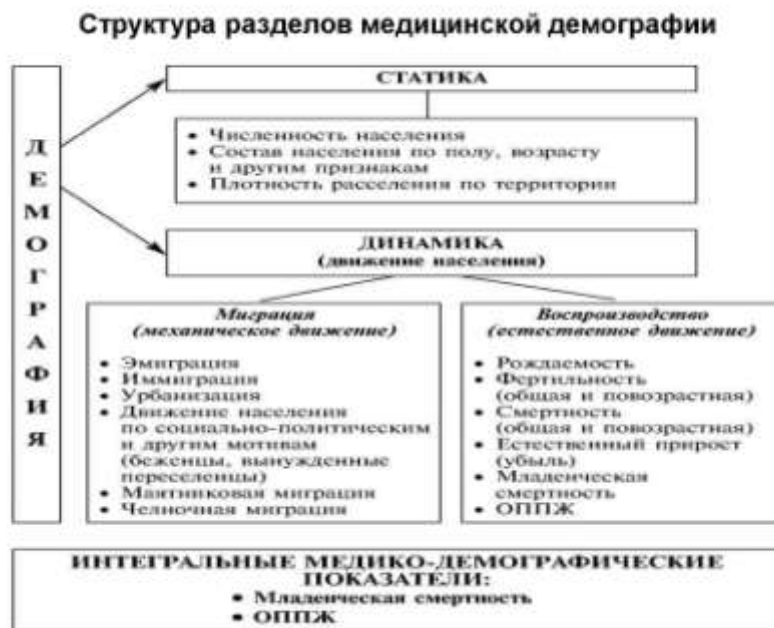 Структура разделов медицинской демографии
ДЕМОГРАФИЯ
СТАТИКА
• Численность населения
• Состав населения по полу, возрасту
и другим признакам
• Плотность расселения по территории
ДИНАМИКА
(движение населения)
Миграция
(механическое движение)
• Эмиграция
• Иммиграция
• Урбанизация
• Движение населения
по социально-политическим
и другим мотивам
(беженцы, вынужденные
переселенцы)
• Маятниковая миграция
• Челночная миграция
Воспроизводство
(естественное движение)
• Рождаемость
• Фертильность
(общая и повозрастная)
• Смертность
(общая и повозрастная)
• Естественный прирост
(убыль)
• Младенческая
смертность
• ОППЖ
ИНТЕГРАЛЬНЫЕ МЕДИКО-ДЕМОГРАФИЧЕСКИЕ
ПОКАЗАТЕЛИ:
• Младенческая смертность
• ОППЖ